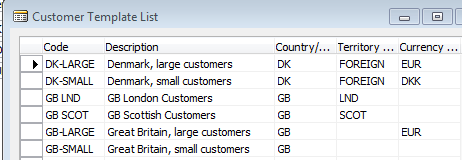 Customer Template List
Code Description Country/... Territory ... Currency ...
DK-LARGE Denmark, large customers DK FOREIGN EUR
DK-SMALL Denmark, small customers DK FOREIGN DKK
GB LND GB London Customers GB LND
GB SCOT GB Scottish Customers GB SCOT
GB-LARGE Great Britain, large customers GB EUR
GB-SMALL Great Britain, small customers GB